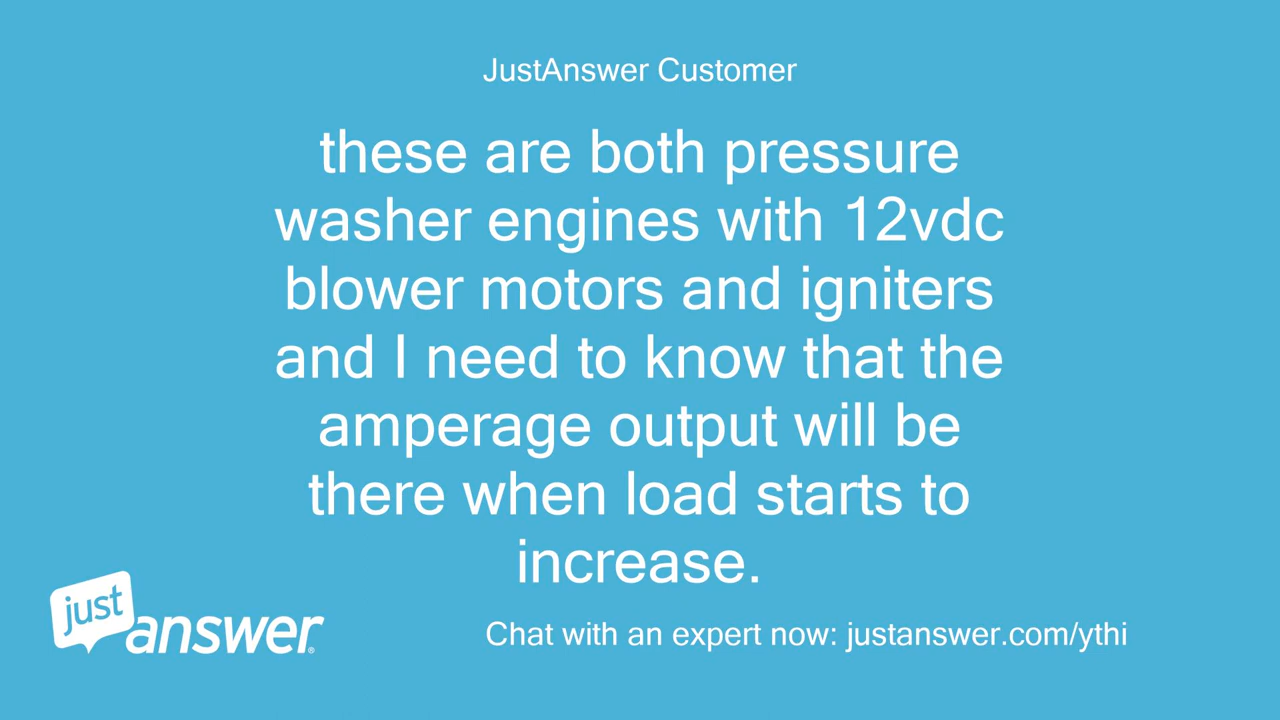 JustAnswer Customer
these are both pressure
washer engines with 12vdc
blower motors and igniters
and I need to know that the
amperage output will be
there when load starts to
increase.
just
answer®
Chat with an expert now: justanswer.com/ythi